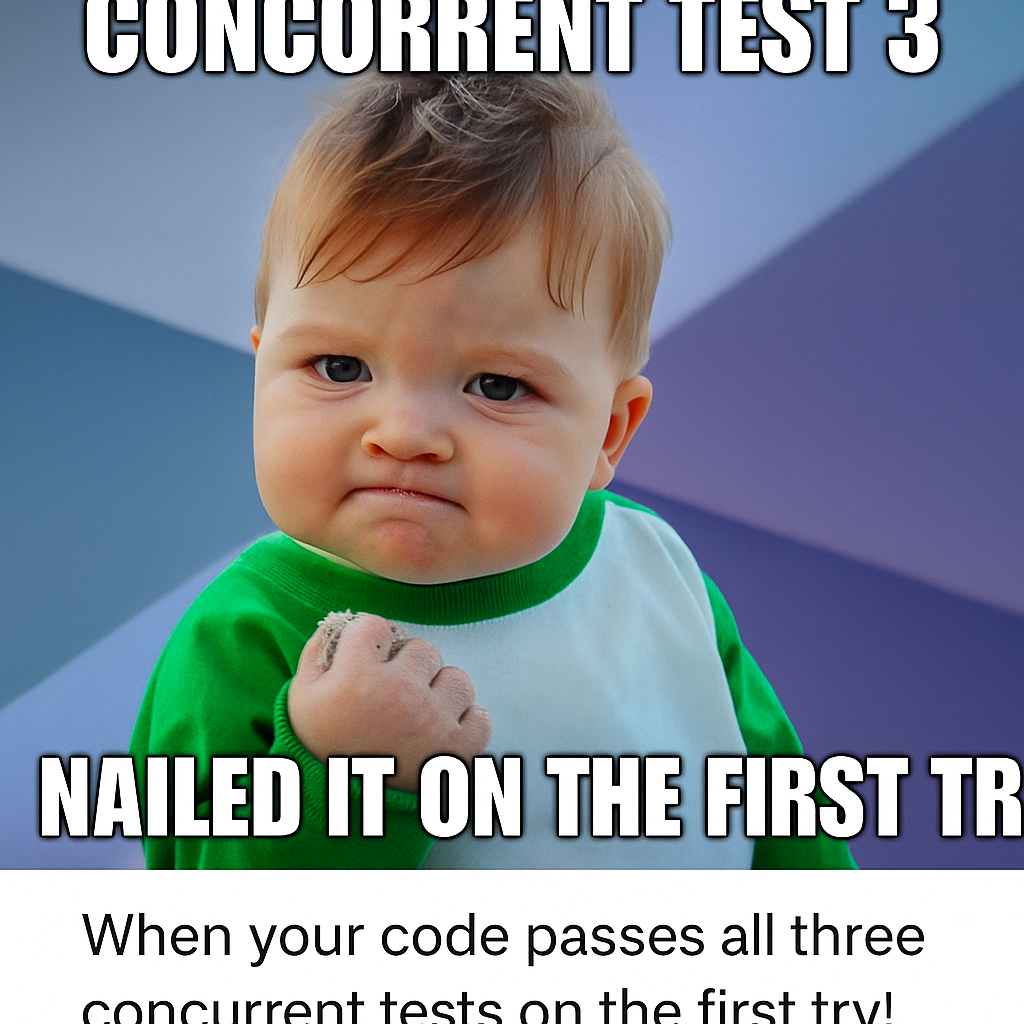 CONCORRENT TEST 3
NAILED IT ON THE FIRST TR
When your code passes all three
concurrent tests on the first try!